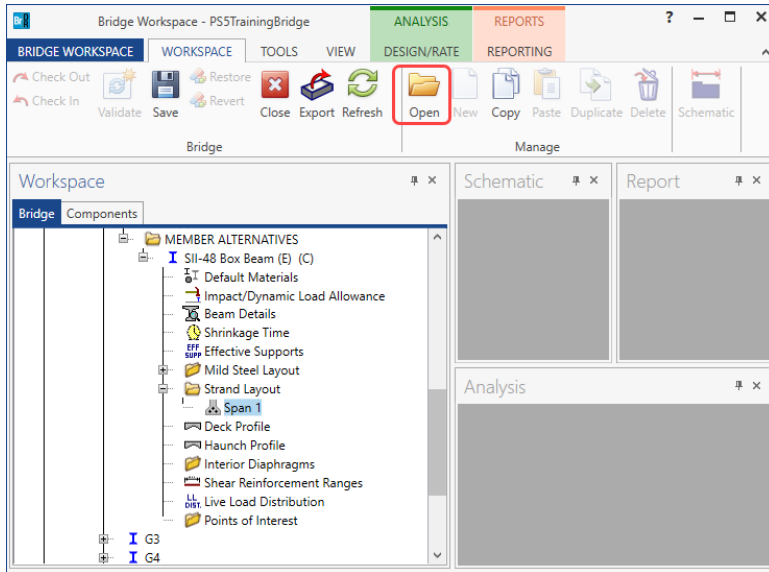 Br Bridge Workspace - PS5TrainingBridge ANALYSIS REPORTS ?
BRIDGE WORKSPACE WORKSPACE TOOLS VIEW DESIGN/RATE REPORTING
Check Out
Check In
Validate Save
Restore
Revert
Close Export Refresh Open New Copy Paste Duplicate Delete Schematic
Bridge Manage
Workspace Schematic Report
Bridge Components
MEMBER ALTERNATIVES
SII-48 Box Beam (E) (C)
Default Materials
Impact/Dynamic Load Allowance
Beam Details
Shrinkage Time
EFF SUPP Effective Supports
Mild Steel Layout
Strand Layout
Span 1
Deck Profile
Haunch Profile
Interior Diaphragms
Shear Reinforcement Ranges
LL DIST. Live Load Distribution
Points of Interest
G3
G4
Analysis